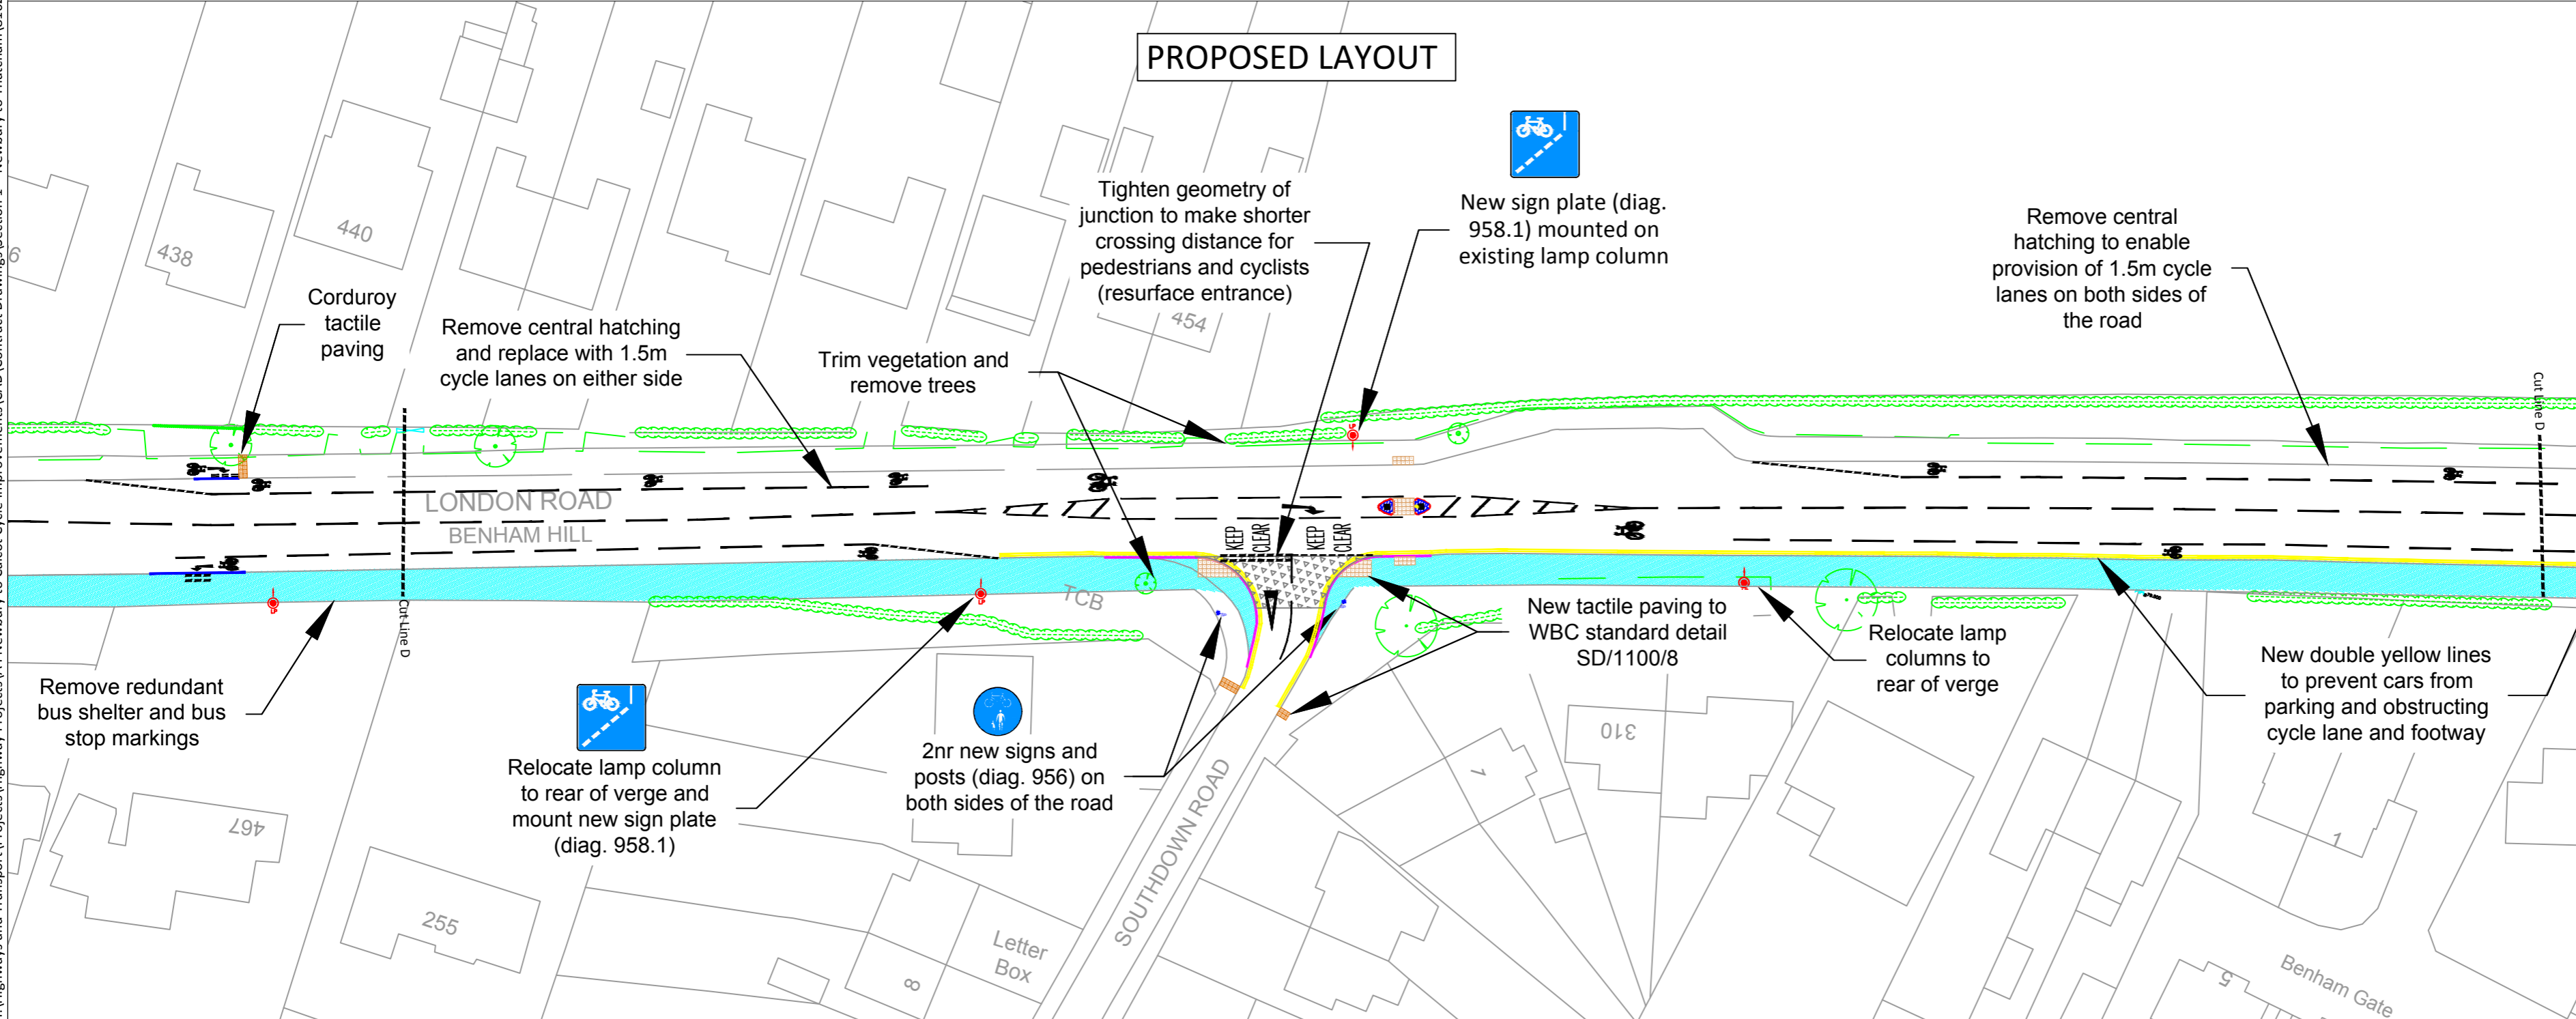 PROPOSED LAYOUT
Tighten geometry of
junction to make shorter
crossing distance for
pedestrians and cyclists
(resurface entrance)
New sign plate (diag.
958.1) mounted on
existing lamp column
Remove central
hatching to enable
provision of 1.5m cycle
lanes on both sides of
the road
6
438
440
454
Corduroy
tactile
paving
Remove central hatching
and replace with 1.5m
cycle lanes on either side
Trim vegetation and
remove trees
Cut Line D
LONDON ROAD
BENHAM HILL
KEEP
CLEAR
KEEP
CLEAR
Cut Line D
TCB
Remove redundant
bus shelter and bus
stop markings
Relocate lamp column
to rear of verge and
mount new sign plate
(diag. 958.1)
2nr new signs and
posts (diag. 956) on
both sides of the road
New tactile paving to
WBC standard detail
SD/1100/8
Relocate lamp
columns to
rear of verge
New double yellow lines
to prevent cars from
parking and obstructing
cycle lane and footway
467
255
8
Letter
Box
SOUTHDOWN ROAD
7
310
1
5
Benham Gate